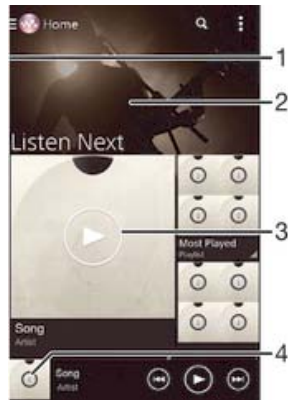 Home
1
2
Listen Next
3
Most Played
Playlist
Song
Artist
4
Song
Artist